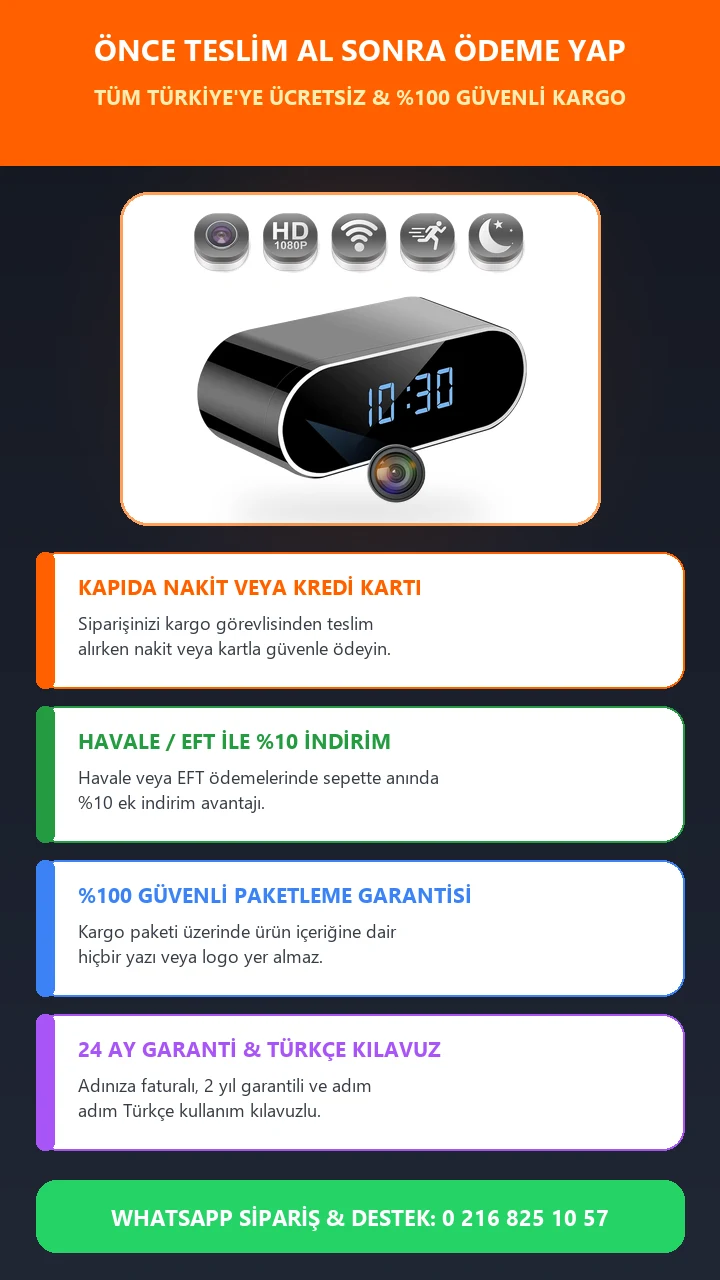 ÖNCE TESLİM AL SONRA ÖDEME YAP
TÜM TÜRKİYE'YE ÜCRETSİZ & %100 GÜVENLİ KARGO
HD
1080P
10:30
KAPIDA NAKİT VEYA KREDİ KARTI
Siparişinizi kargo görevlisinden teslim
alırken nakit veya kartla güvenle ödeyin.
HAVALE / EFT İLE %10 İNDİRİM
Havale veya EFT ödemelerinde sepette anında
%10 ek indirim avantajı.
%100 GÜVENLİ PAKETLEME GARANTİSİ
Kargo paketi üzerinde ürün içeriğine dair
hiçbir yazı veya logo yer almaz.
24 AY GARANTİ & TÜRKÇE KILAVUZ
Adınıza faturalı, 2 yıl garantili ve adım
adım Türkçe kullanım kılavuzlu.
WHATSAPP SİPARİŞ & DESTEK: 0 216 825 10 57